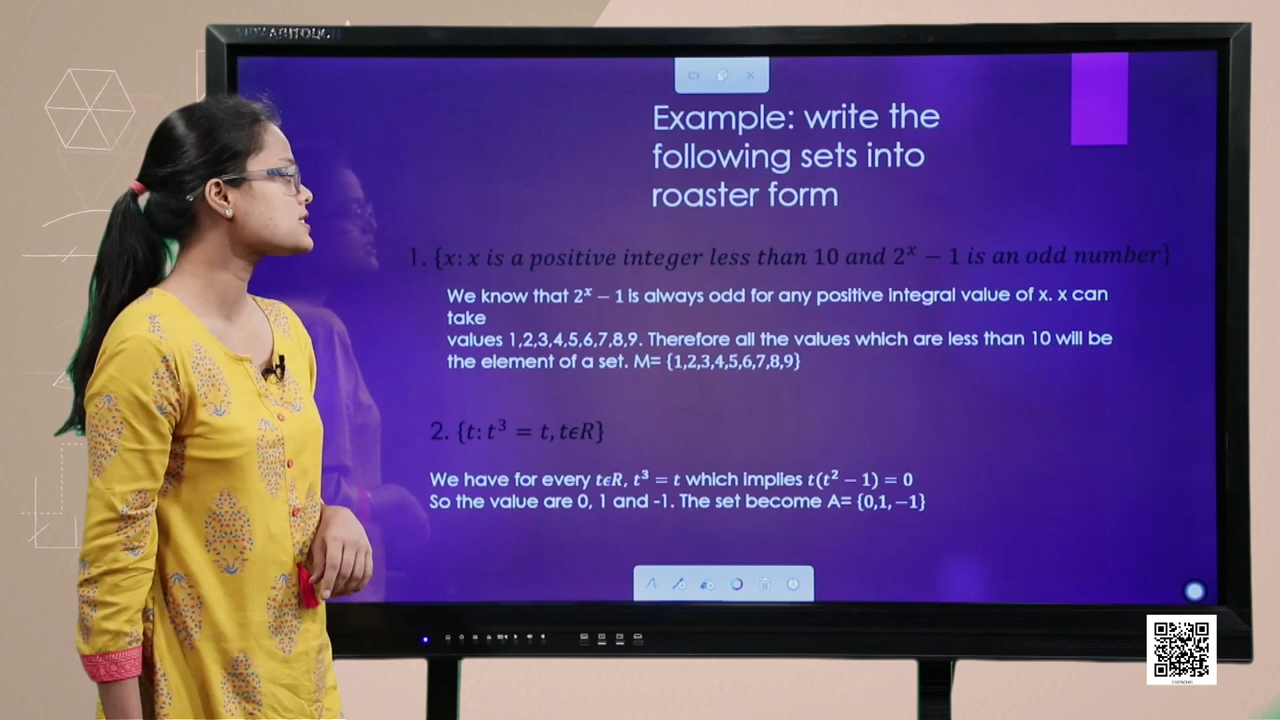 Example: write the
following sets into
roaster form
1. {x: x is a positive integer less than 10 and 2ˣ − 1 is an odd number}
We know that 2ˣ − 1 is always odd for any positive integral value of x. x can
take
values 1,2,3,4,5,6,7,8,9. Therefore all the values which are less than 10 will be
the element of a set. M= {1,2,3,4,5,6,7,8,9}
2. {t: t³ = t, tϵR}
We have for every tϵR, t³ = t which implies t(t² − 1) = 0
So the value are 0, 1 and -1. The set become A= {0,1,−1}